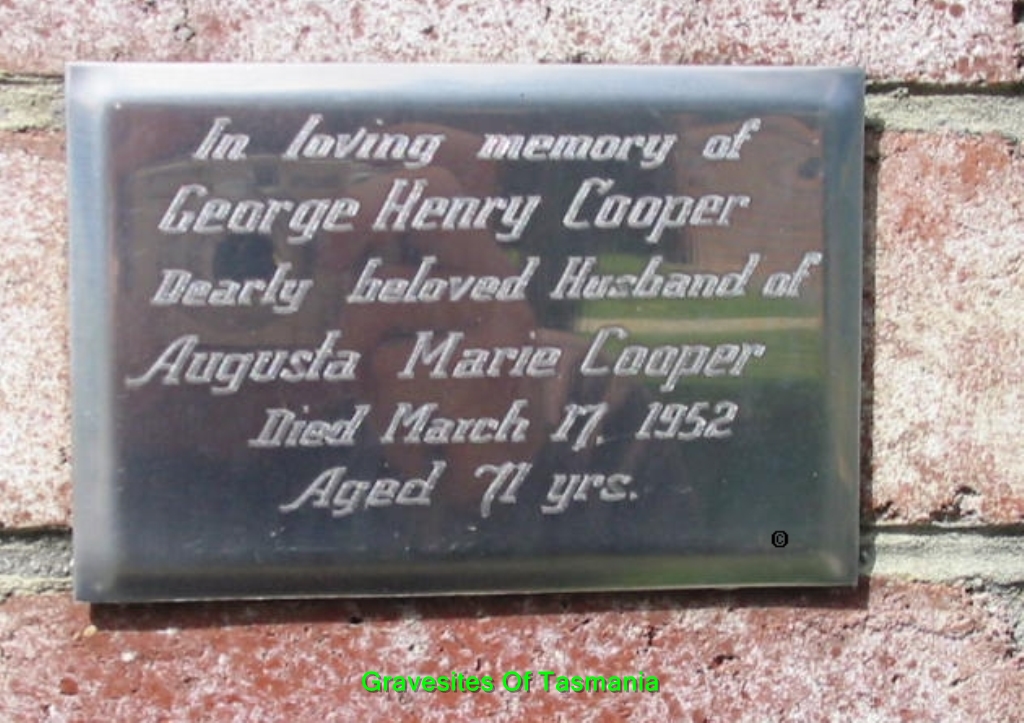 In loving memory of
George Henry Cooper
Dearly beloved Husband of
Augusta Marie Cooper
Died March 17. 1952
Aged 71 yrs.
©
Gravesites Of Tasmania